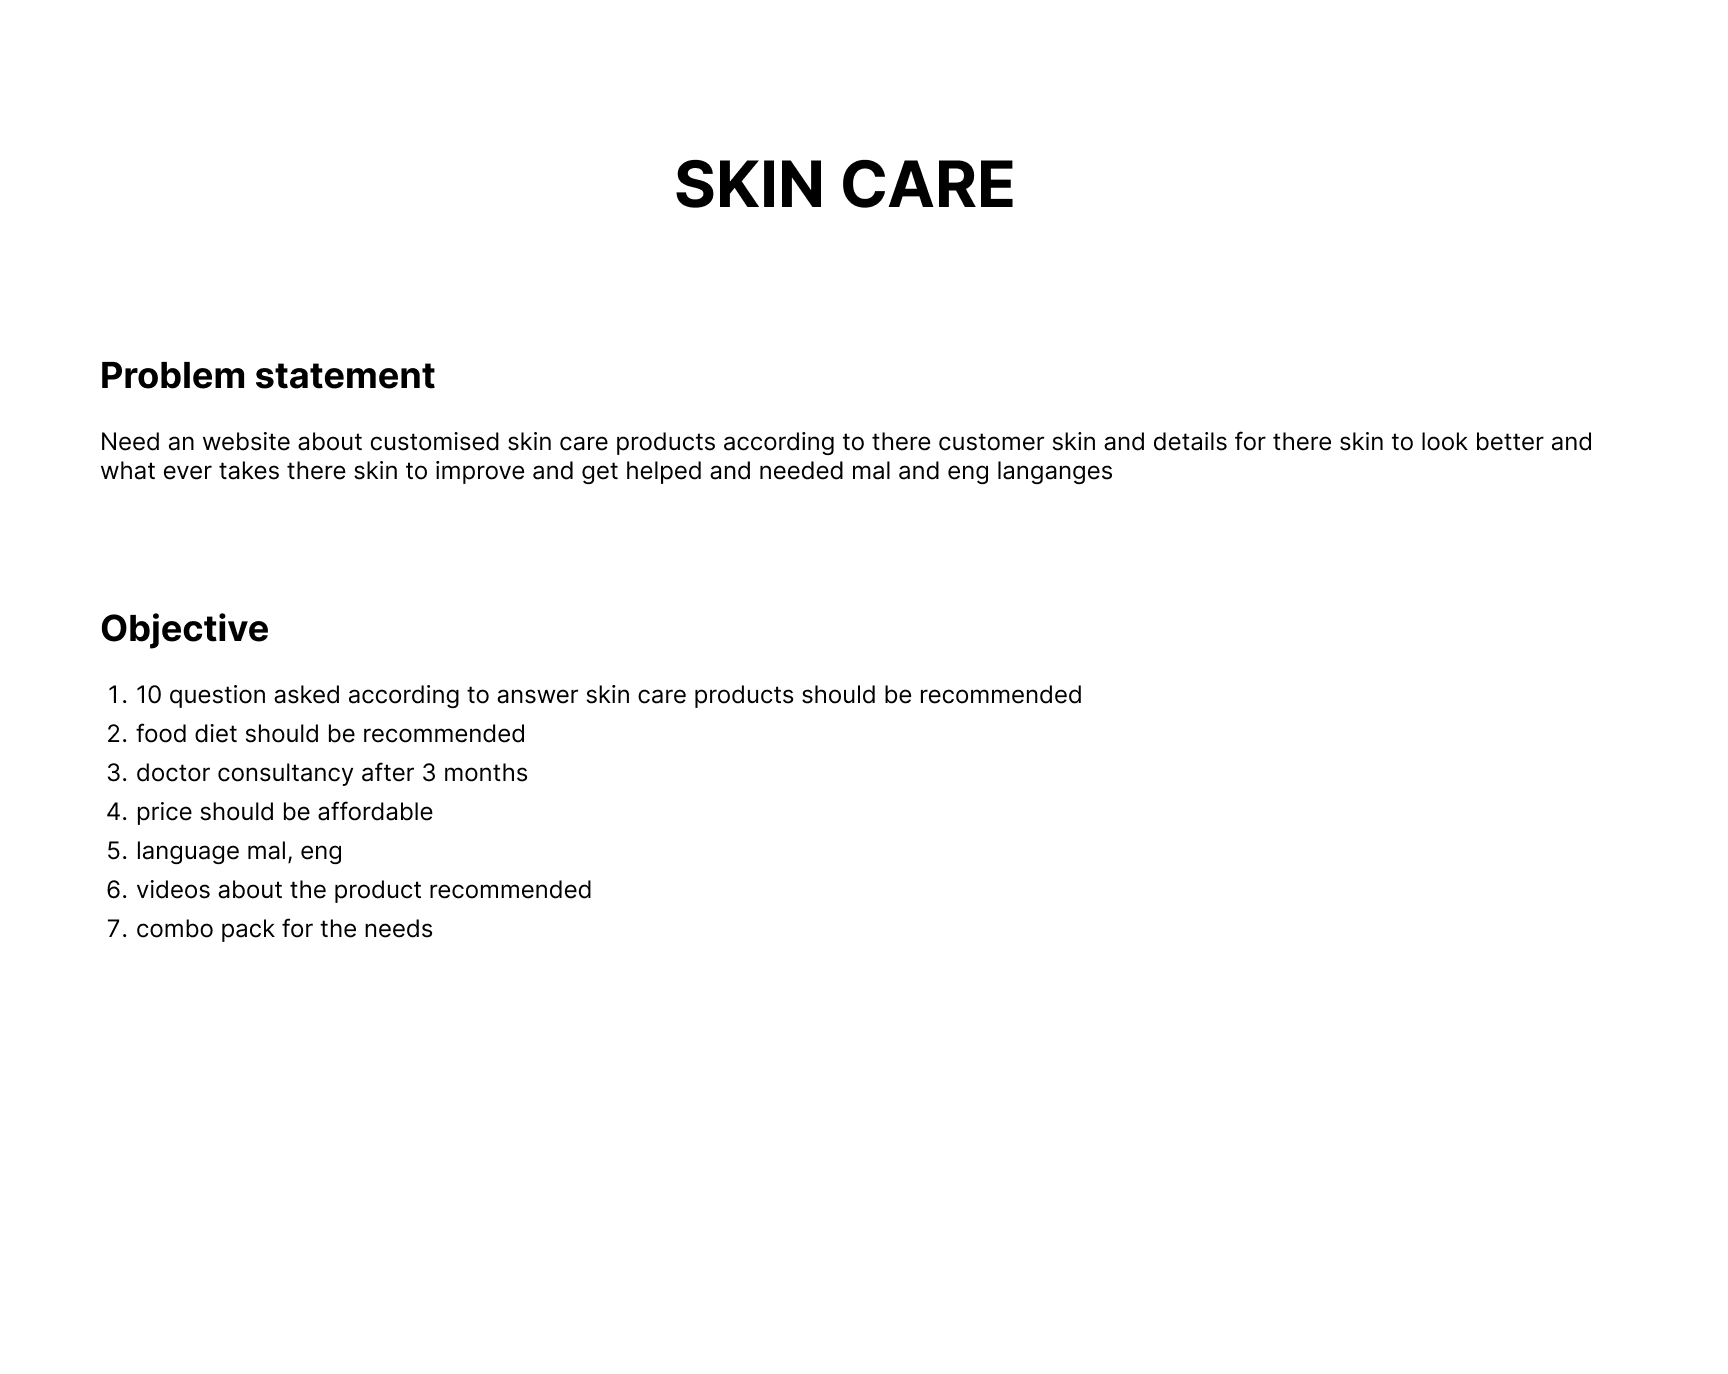 SKIN CARE
Problem statement
Need an website about customised skin care products according to there customer skin and details for there skin to look better and
what ever takes there skin to improve and get helped and needed mal and eng langanges
Objective
1. 10 question asked according to answer skin care products should be recommended
2. food diet should be recommended
3. doctor consultancy after 3 months
4. price should be affordable
5. language mal, eng
6. videos about the product recommended
7. combo pack for the needs